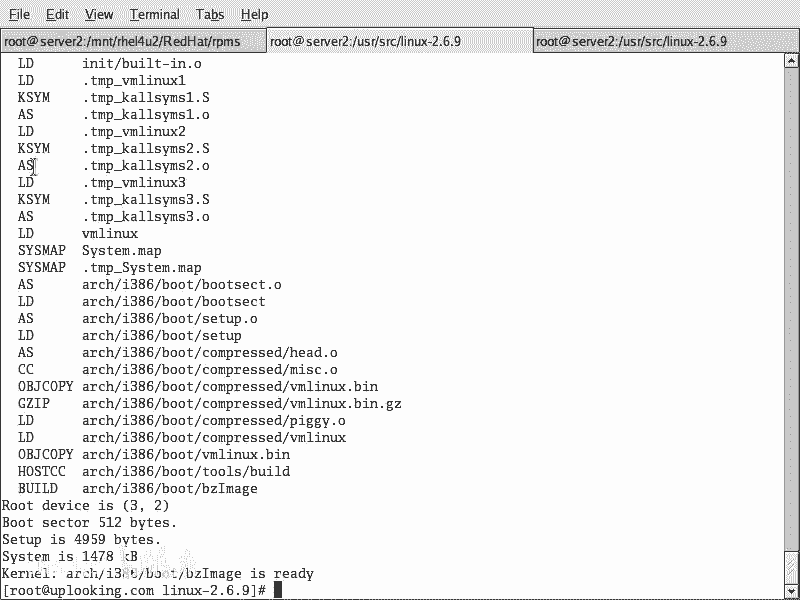 File Edit View Terminal Tabs Help
root@server2:/mnt/rhel4u2/RedHat/rpms root@server2:/usr/src/linux-2.6.9 root@server2:/usr/src/linux-2.6.9
LD init/built-in.o
LD .tmp_vmlinux1
KSYM .tmp_kallsyms1.S
AS .tmp_kallsyms1.o
LD .tmp_vmlinux2
KSYM .tmp_kallsyms2.S
AS .tmp_kallsyms2.o
LD .tmp_vmlinux3
KSYM .tmp_kallsyms3.S
AS .tmp_kallsyms3.o
LD vmlinux
SYSMAP System.map
SYSMAP .tmp_System.map
AS arch/i386/boot/bootsect.o
LD arch/i386/boot/bootsect
AS arch/i386/boot/setup.o
LD arch/i386/boot/setup
AS arch/i386/boot/compressed/head.o
CC arch/i386/boot/compressed/misc.o
OBJCOPY arch/i386/boot/compressed/vmlinux.bin
GZIP arch/i386/boot/compressed/vmlinux.bin.gz
LD arch/i386/boot/compressed/piggy.o
LD arch/i386/boot/compressed/vmlinux
OBJCOPY arch/i386/boot/vmlinux.bin
HOSTCC arch/i386/boot/tools/build
BUILD arch/i386/boot/bzImage
Root device is (3, 2)
Boot sector 512 bytes.
Setup is 4959 bytes.
System is 1478 kB
Kernel: arch/i386/boot/bzImage is ready
[root@uplooking.com linux-2.6.9]#